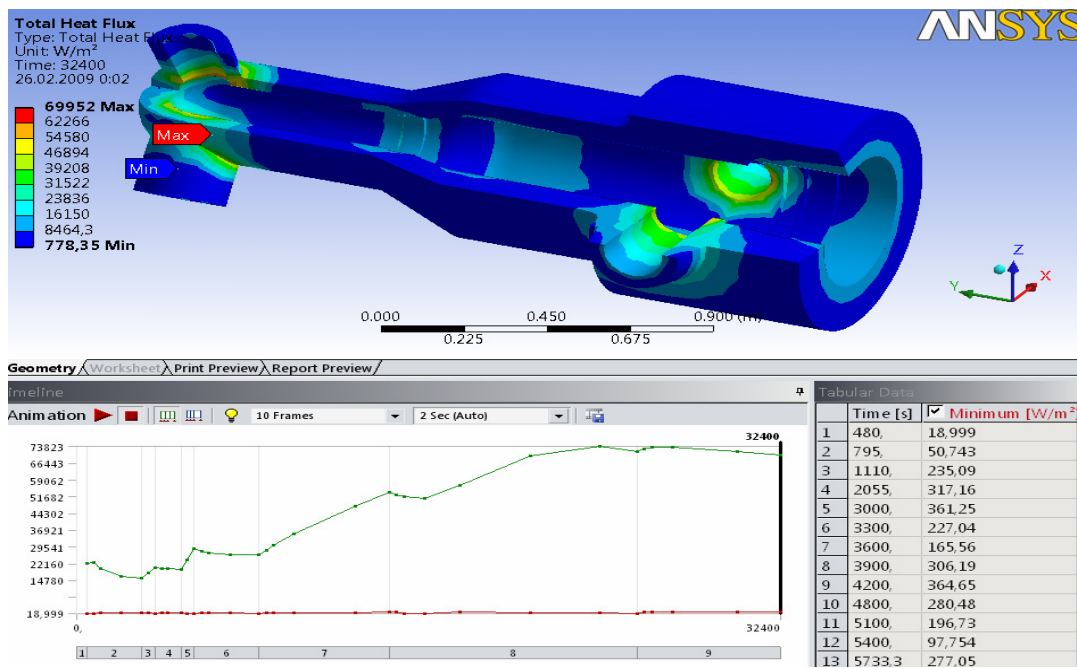 Total Heat Flux
Type: Total Heat Flux
Unit: W/m²
Time: 32400
26.02.2009 0:02
69952 Max
62266
54580
46894
39208
31522
23836
16150
8464,3
778,35 Min
Max
Min
ANSYS
Z
X
Y
0.000 0.450 0.900 (m)
0.225 0.675
Geometry Worksheet Print Preview Report Preview
imeline
Animation 10 Frames 2 Sec (Auto)
32400
73823
66443
59062
51682
44302
36921
29541
22160
14780
18,999
0, 32400
1 2 3 4 5 6 7 8 9
Tabular Data
Time [s] Minimum [W/m²
1 480, 18,999
2 795, 50,743
3 1110, 235,09
4 2055, 317,16
5 3000, 361,25
6 3300, 227,04
7 3600, 165,56
8 3900, 306,19
9 4200, 364,65
10 4800, 280,48
11 5100, 196,73
12 5400, 97,754
13 5733,3 277,05